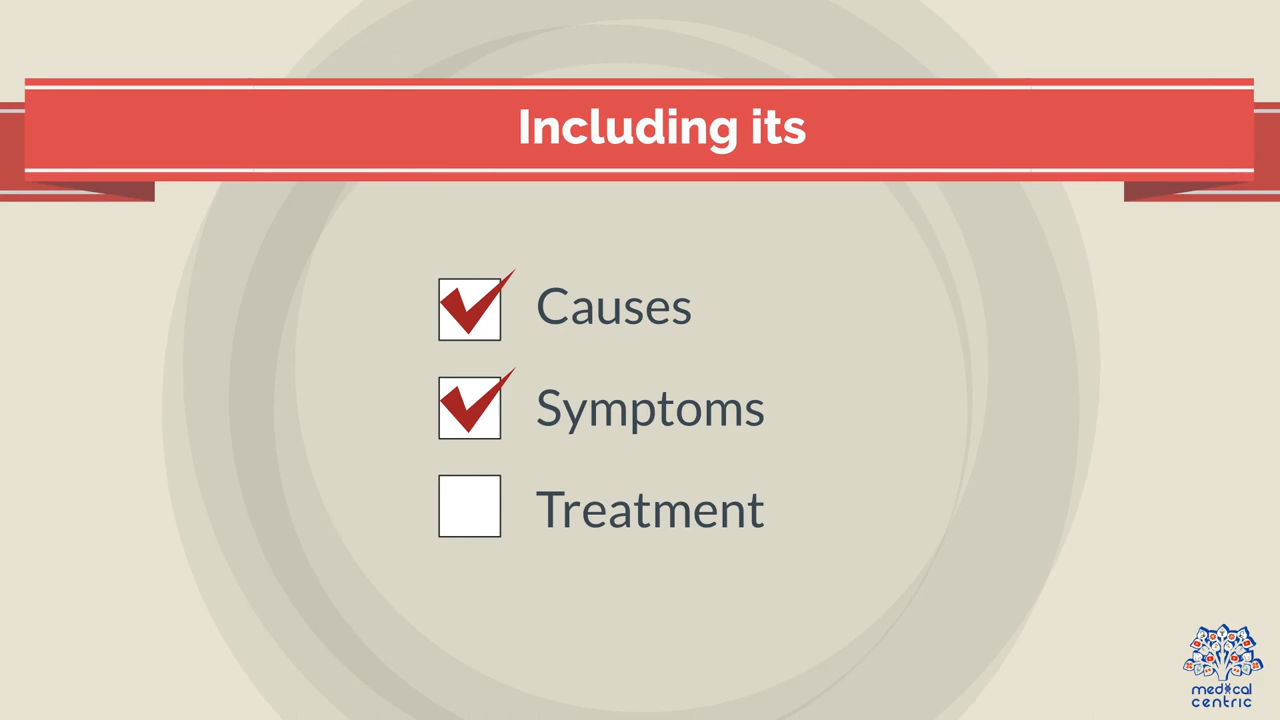 Including its
Causes
Symptoms
Treatment
medical
centric